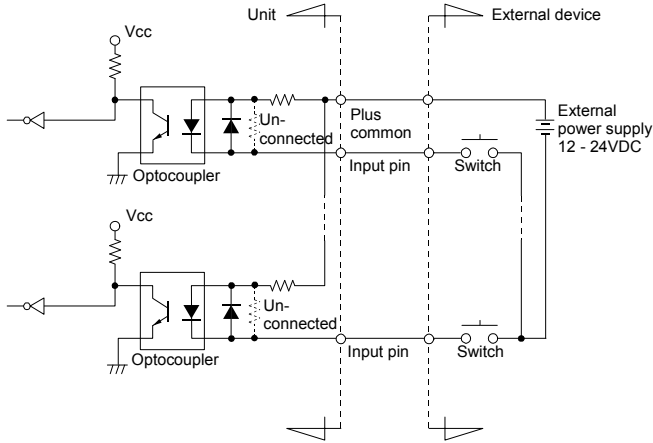 Unit
External device
Vcc
Un-
connected
Plus
common
External
power supply
12 - 24VDC
Optocoupler
Input pin
Switch
Vcc
Un-
connected
Optocoupler
Input pin
Switch